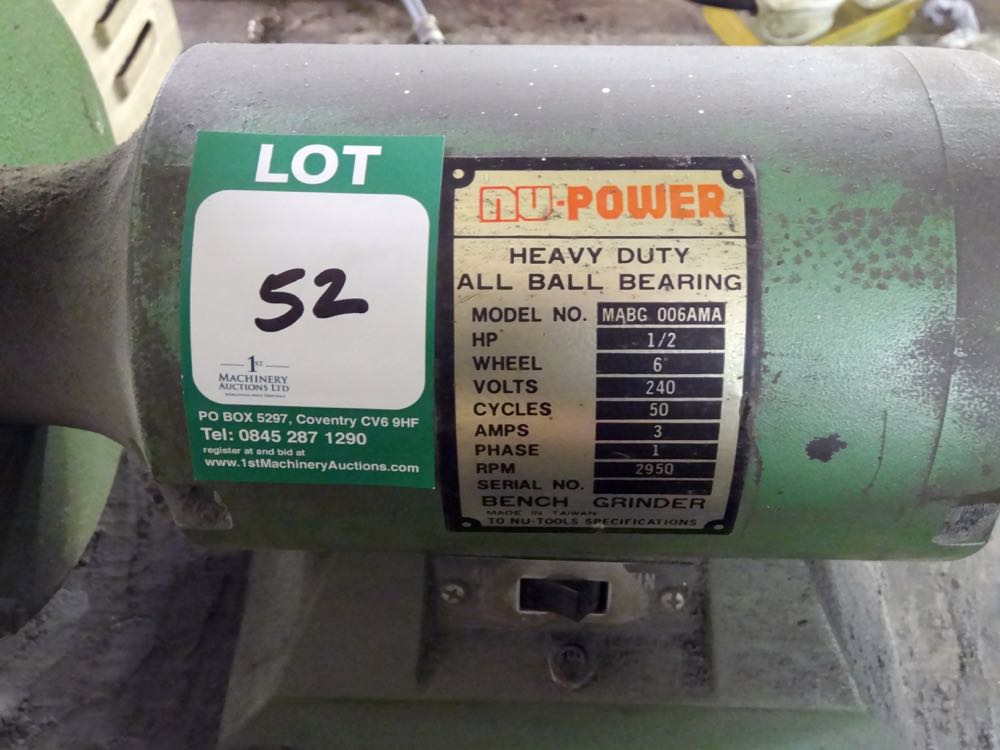 LOT
52
1ST
MACHINERY
AUCTIONS LTD
PO BOX 5297, Coventry CV6 9HF
Tel: 0845 287 1290
register at and bid at
www.1stMachineryAuctions.com
nu-POWER
HEAVY DUTY
ALL BALL BEARING
MODEL NO. MABG 006AMA
HP 1/2
WHEEL 6"
VOLTS 240
CYCLES 50
AMPS 3
PHASE 1
RPM 2950
SERIAL NO.
BENCH GRINDER
MADE IN TAIWAN
TO NU-TOOLS SPECIFICATIONS